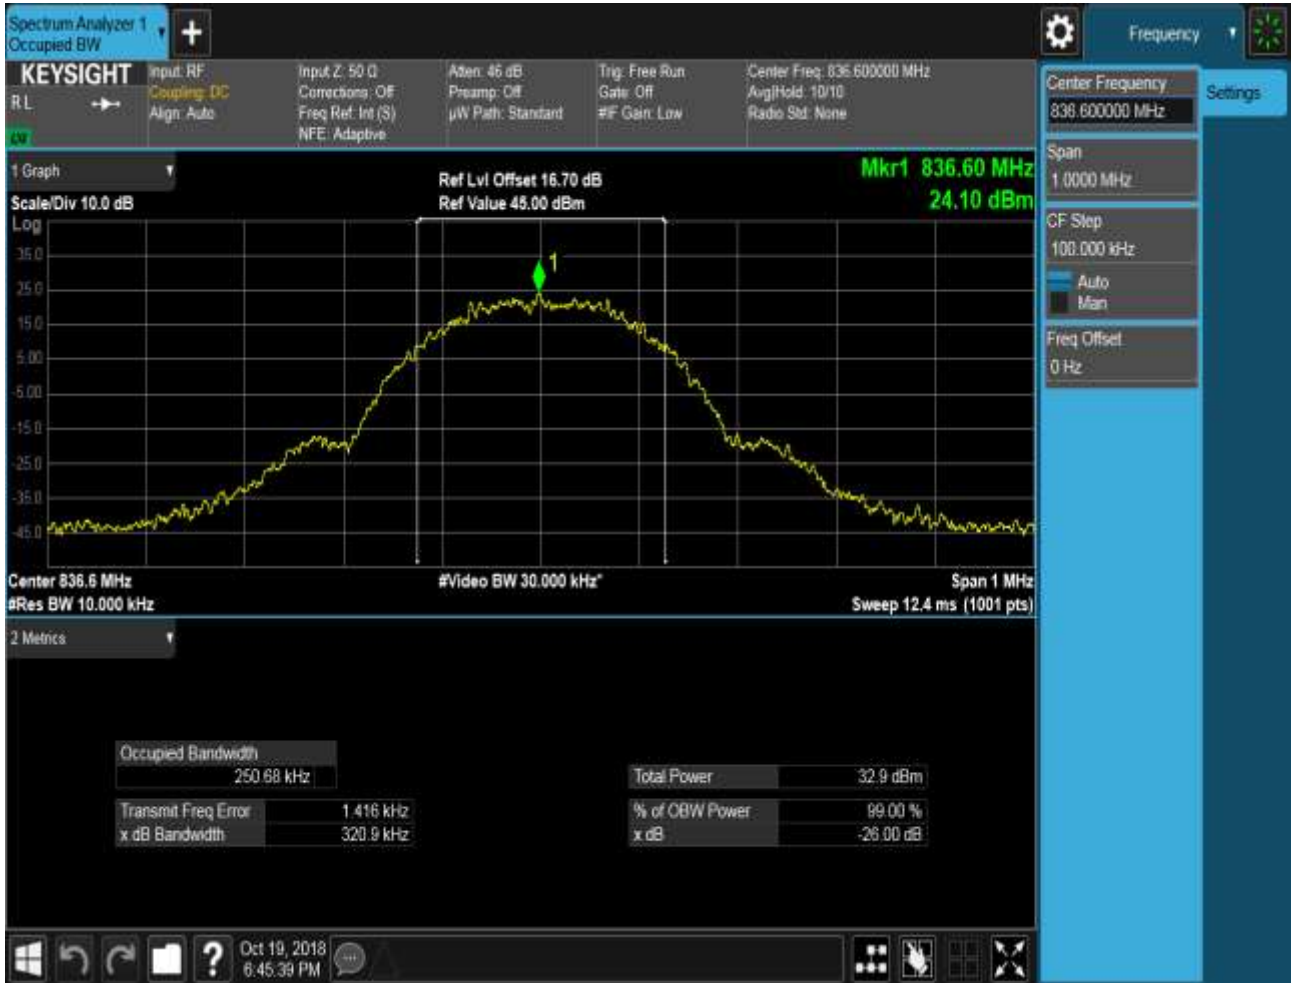 Spectrum Analyzer 1
Occupied BW
Frequency
KEYSIGHT
R L
Input: RF
Coupling: DC
Align: Auto
Input Z: 50 Ω
Corrections: Off
Freq Ref: Int (S)
NFE: Adaptive
Atten: 46 dB
Preamp: Off
µW Path: Standard
Trig: Free Run
Gate: Off
#IF Gain: Low
Center Freq: 836.600000 MHz
Avg|Hold: 10/10
Radio Std: None
Center Frequency
836.600000 MHz
Settings
Span
1.0000 MHz
CF Step
100.000 kHz
Auto
Man
Freq Offset
0 Hz
1 Graph
Scale/Div 10.0 dB
Ref Lvl Offset 16.70 dB
Ref Value 45.00 dBm
Mkr1 836.60 MHz
24.10 dBm
Log
35.0
25.0
15.0
5.00
-5.00
-15.0
-25.0
-35.0
-45.0
1
Center 836.6 MHz
#Res BW 10.000 kHz
#Video BW 30.000 kHz*
Span 1 MHz
Sweep 12.4 ms (1001 pts)
2 Metrics
Occupied Bandwidth
250.68 kHz
Transmit Freq Error 1.416 kHz
x dB Bandwidth 320.9 kHz
Total Power 32.9 dBm
% of OBW Power 99.00 %
x dB -26.00 dB
Oct 19, 2018
6:45:39 PM